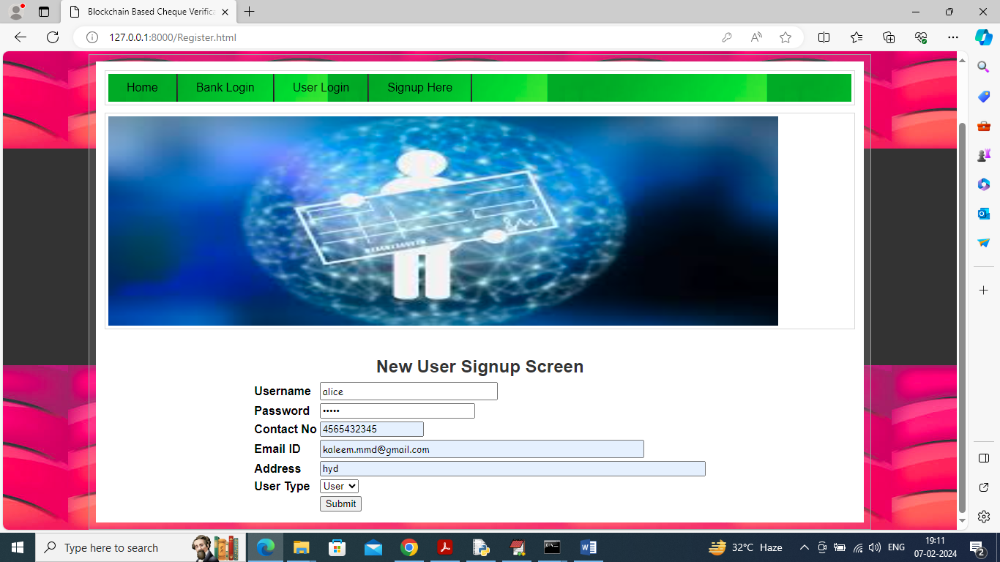 Blockchain Based Cheque Verifica
127.0.0.1:8000/Register.html
Home
Bank Login
User Login
Signup Here
New User Signup Screen
Username alice
Password •••••
Contact No 4565432345
Email ID kaleem.mmd@gmail.com
Address hyd
User Type User
Submit
Type here to search
32°C Haze
ENG
19:11
07-02-2024
2